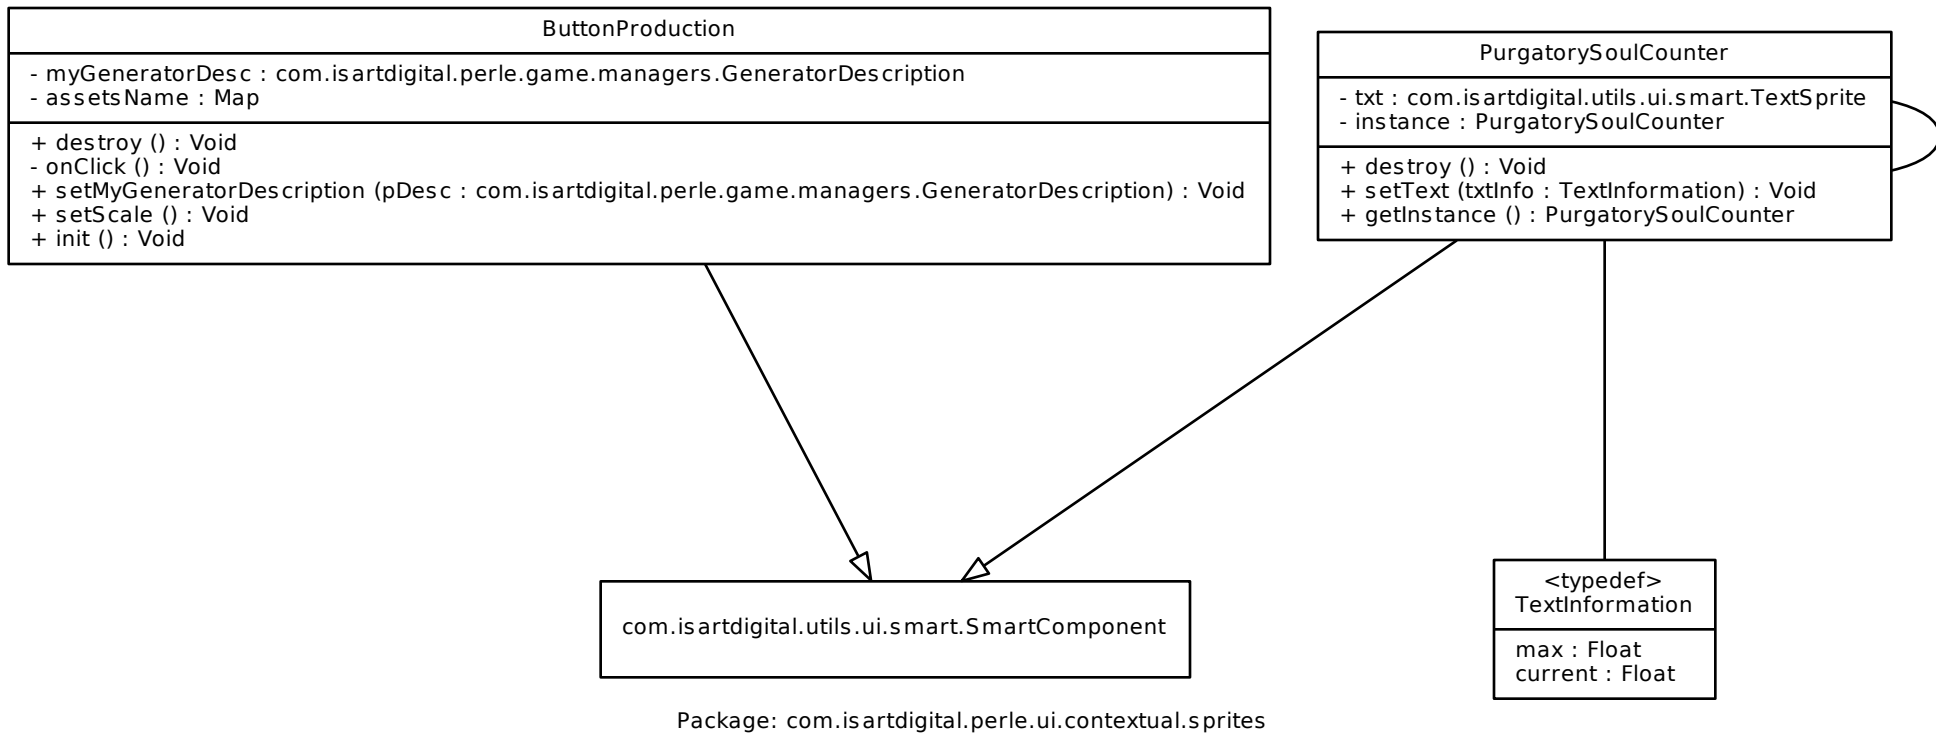 ButtonProduction
- myGeneratorDesc : com.isartdigital.perle.game.managers.GeneratorDescription
- assetsName : Map
+ destroy () : Void
- onClick () : Void
+ setMyGeneratorDescription (pDesc : com.isartdigital.perle.game.managers.GeneratorDescription) : Void
+ setScale () : Void
+ init () : Void
PurgatorySoulCounter
- txt : com.isartdigital.utils.ui.smart.TextSprite
- instance : PurgatorySoulCounter
+ destroy () : Void
+ setText (txtInfo : TextInformation) : Void
+ getInstance () : PurgatorySoulCounter
com.isartdigital.utils.ui.smart.SmartComponent
<typedef>
TextInformation
max : Float
current : Float
Package: com.isartdigital.perle.ui.contextual.sprites